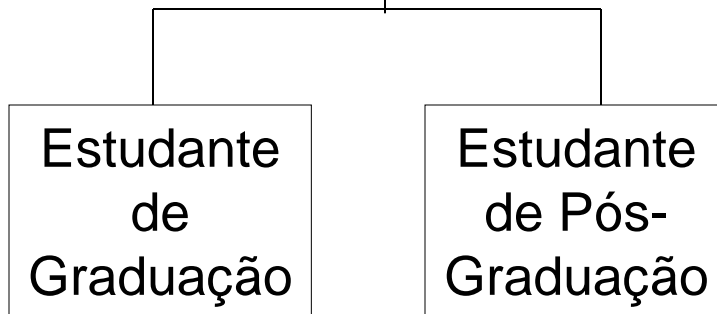 Estudante
de
Graduação
Estudante
de Pós-
Graduação